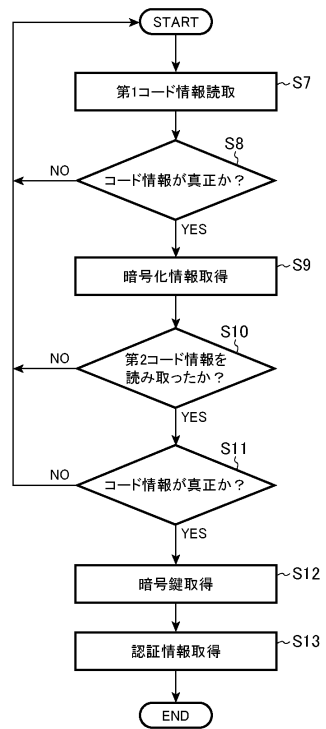 START
第1コード情報読取
S7
コード情報が真正か？
S8
NO
YES
暗号化情報取得
S9
第2コード情報を
読み取ったか？
S10
NO
YES
コード情報が真正か？
S11
NO
YES
暗号鍵取得
S12
認証情報取得
S13
END